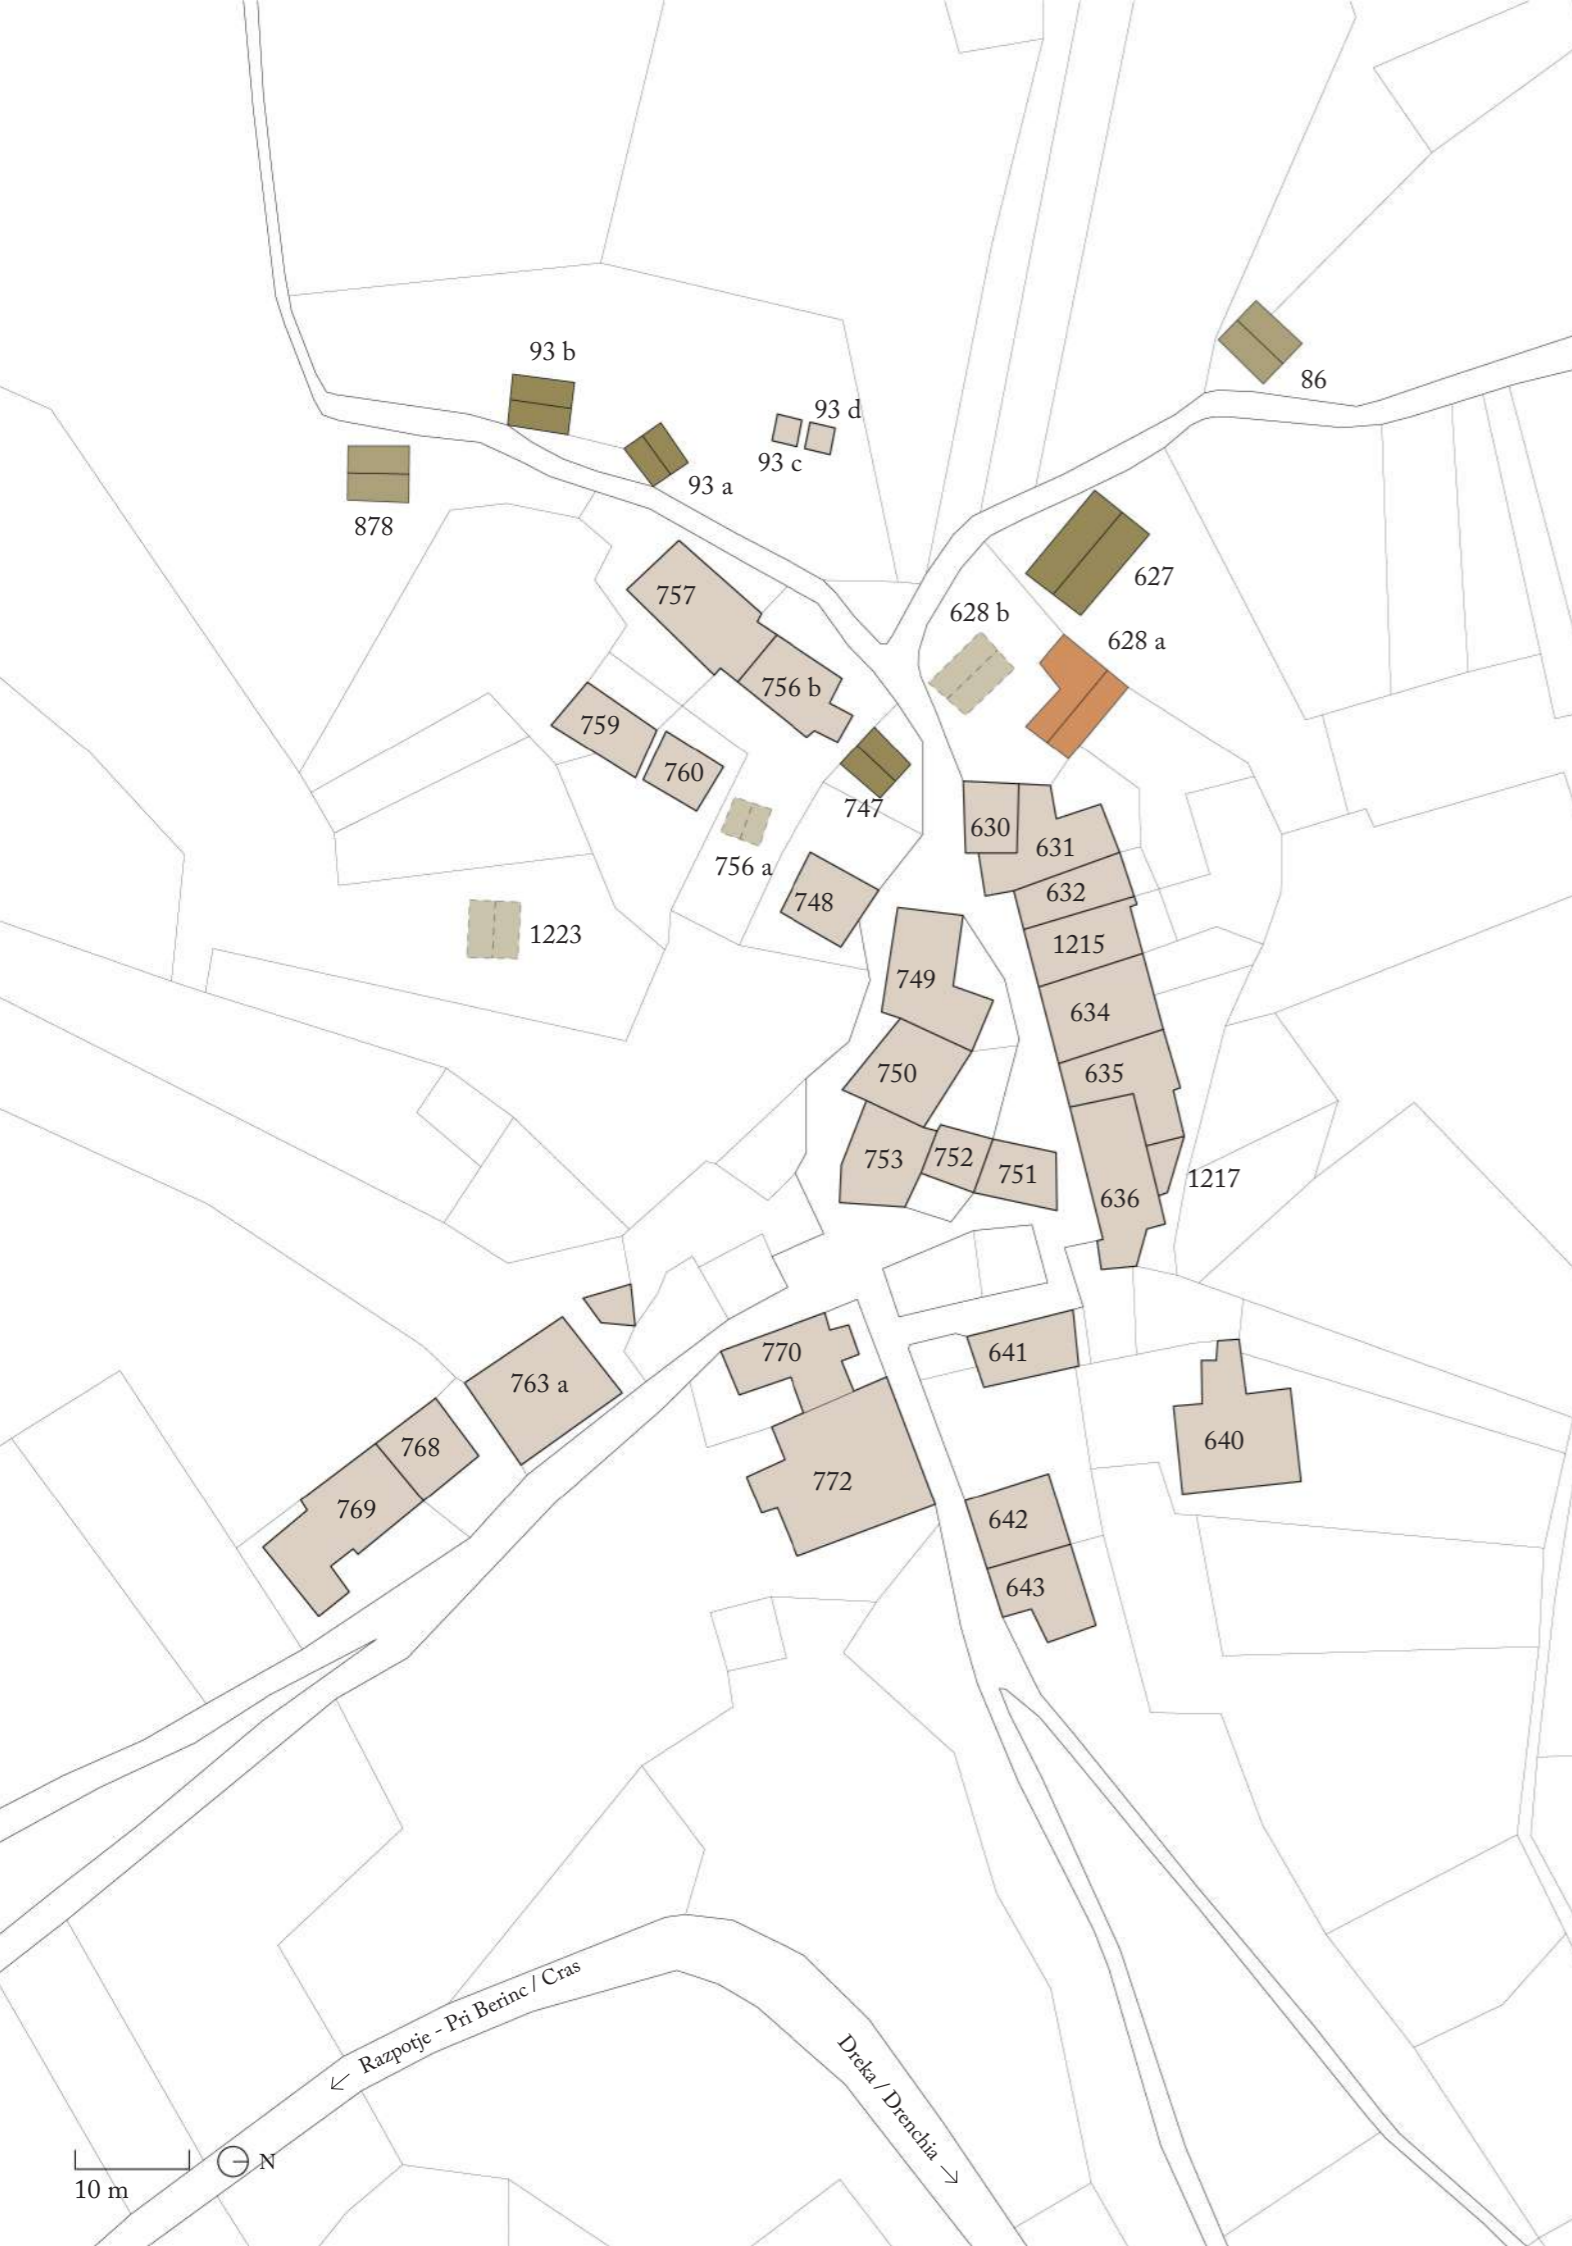 93 b
86
93 d
93 c
93 a
878
627
757
628 b
628 a
756 b
759
760
747
630
631
756 a
632
748
1223
1215
749
634
750
635
753
752
751
1217
636
770
641
763 a
640
768
772
769
642
643
← Razpotje - Pri Berinc / Cras
Dreka / Drenchia →
N
10 m